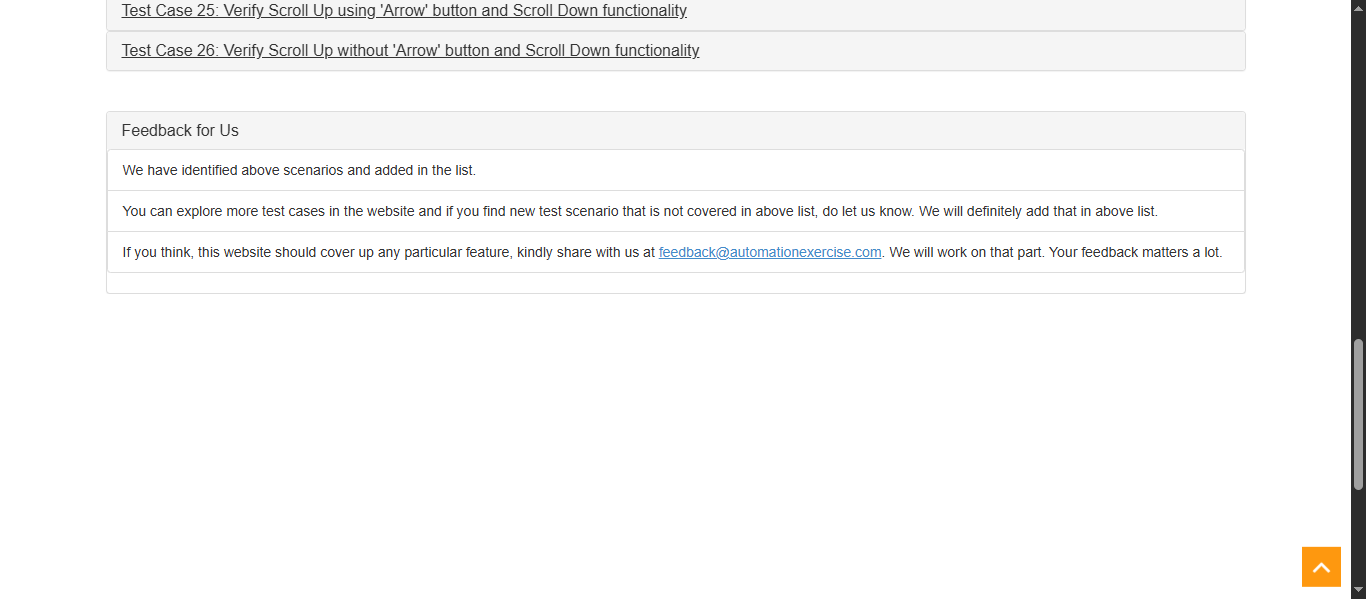 Test Case 25: Verify Scroll Up using 'Arrow' button and Scroll Down functionality
Test Case 26: Verify Scroll Up without 'Arrow' button and Scroll Down functionality
Feedback for Us
We have identified above scenarios and added in the list.
You can explore more test cases in the website and if you find new test scenario that is not covered in above list, do let us know. We will definitely add that in above list.
If you think, this website should cover up any particular feature, kindly share with us at feedback@automationexercise.com. We will work on that part. Your feedback matters a lot.